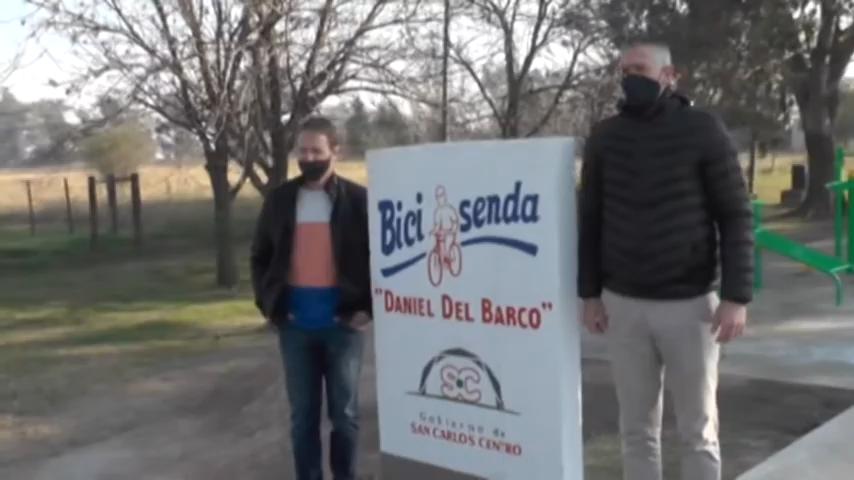 Bici senda
"DANIEL DEL BARCO"
SC
Gobierno de
SAN CARLOS CENTRO